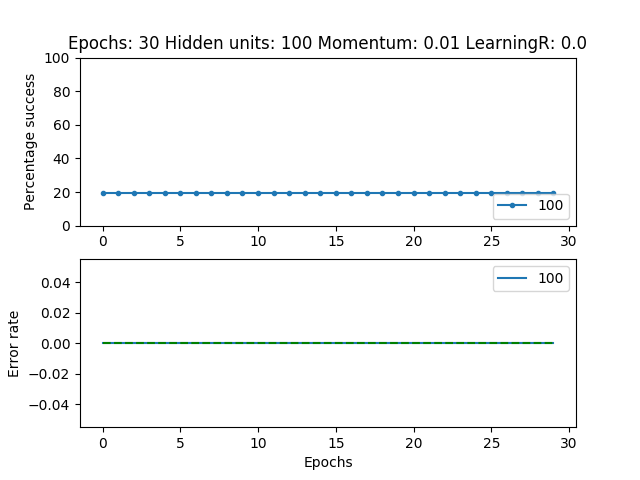 Epochs: 30 Hidden units: 100 Momentum: 0.01 LearningR: 0.0
Percentage success
100
80
60
40
20
0
100
0 5 10 15 20 25 30
Error rate
0.04
0.02
0.00
−0.02
−0.04
100
0 5 10 15 20 25 30
Epochs